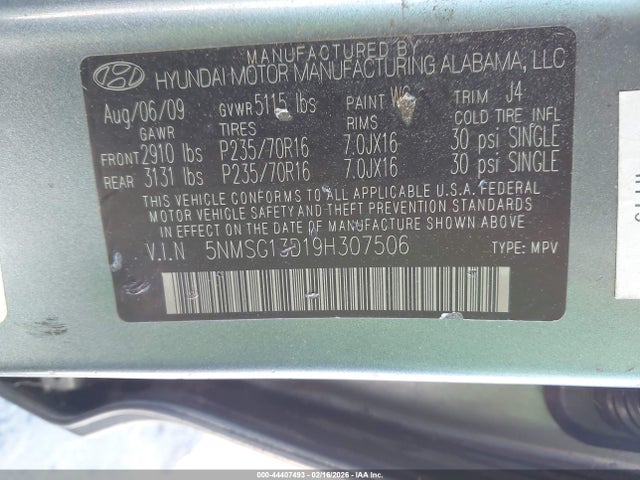 MANUFACTURED BY
HYUNDAI MOTOR MANUFACTURING ALABAMA, LLC
Aug/06/09 GVWR 5115 lbs PAINT TRIM J4
GAWR TIRES RIMS COLD TIRE INFL
FRONT 2910 lbs P235/70R16 7.0JX16 30 psi SINGLE
REAR 3131 lbs P235/70R16 7.0JX16 30 psi SINGLE
THIS VEHICLE CONFORMS TO ALL APPLICABLE U.S.A. FEDERAL
MOTOR VEHICLE SAFETY AND THEFT PREVENTION STANDARDS
IN EFFECT ON THE DATE OF MANUFACTURE SHOWN ABOVE.
V.I.N 5NMSG13D19H307506 TYPE: MPV
000-44407493 - 02/16/2026 - IAAI.COM